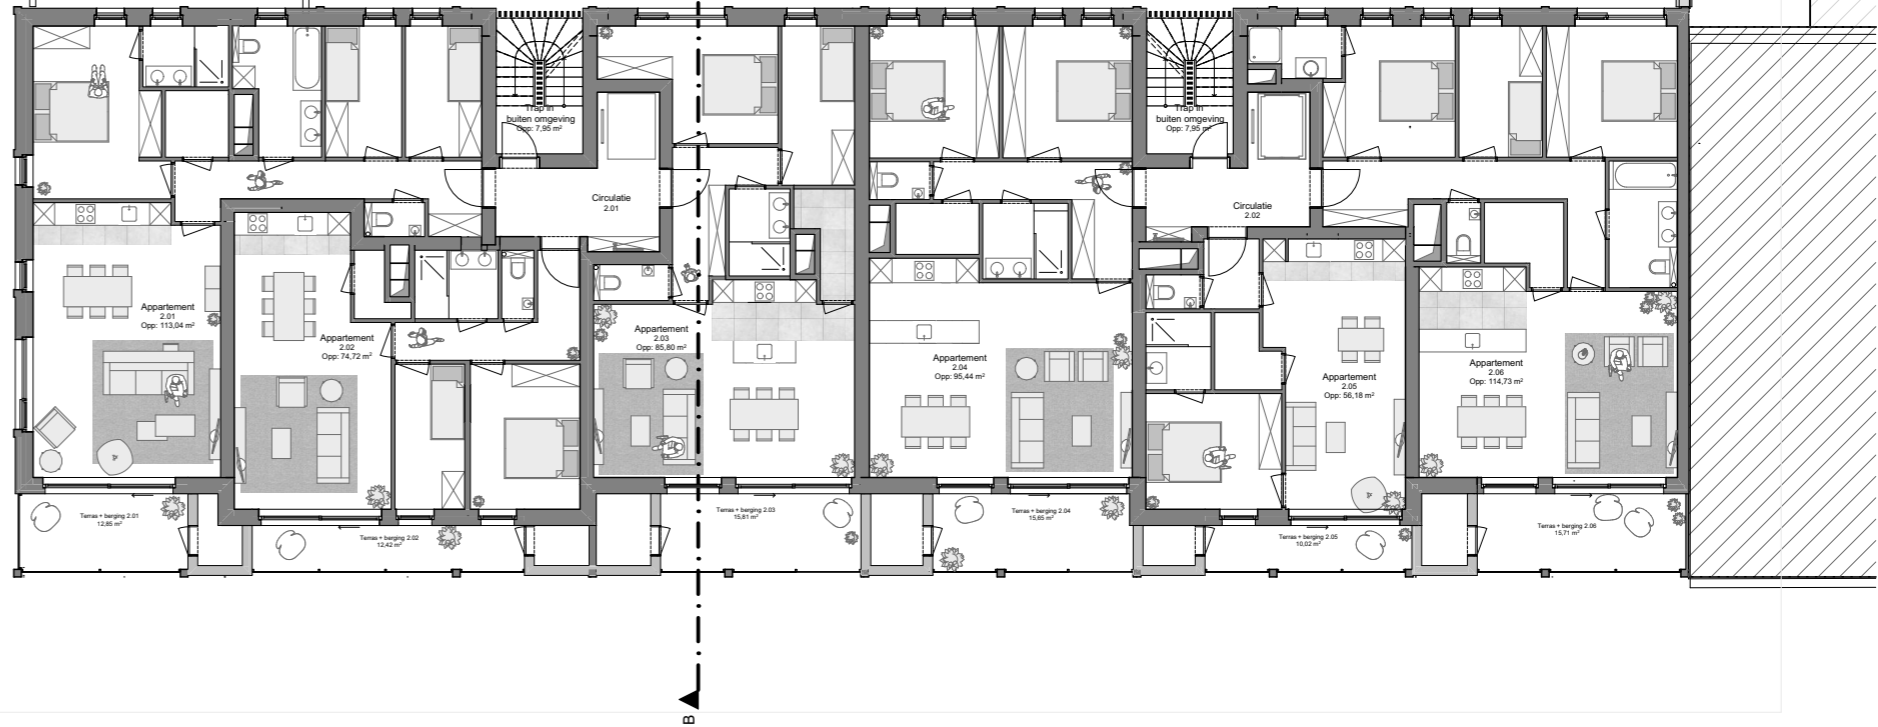 Trap in
buiten omgeving
Opp: 7,95 m²
Trap in
buiten omgeving
Opp: 7,95 m²
Circulatie
2.01
Circulatie
2.02
Appartement
2.01
Opp: 113,04 m²
Appartement
2.02
Opp: 74,72 m²
Appartement
2.03
Opp: 85,80 m²
Appartement
2.04
Opp: 95,44 m²
Appartement
2.05
Opp: 56,18 m²
Appartement
2.06
Opp: 114,73 m²
Terras + berging 2.01
12,85 m²
Terras + berging 2.02
12,42 m²
Terras + berging 2.03
15,81 m²
Terras + berging 2.04
15,65 m²
Terras + berging 2.05
10,02 m²
Terras + berging 2.06
15,71 m²
B